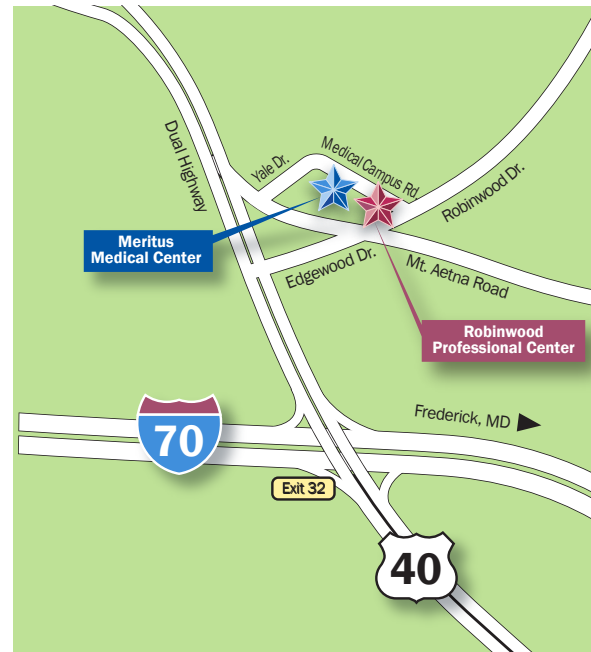 Dual Highway
Yale Dr.
Medical Campus Rd.
Robinwood Dr.
Meritus
Medical Center
Edgewood Dr.
Mt. Aetna Road
Robinwood
Professional Center
Frederick, MD
70
Exit 32
40